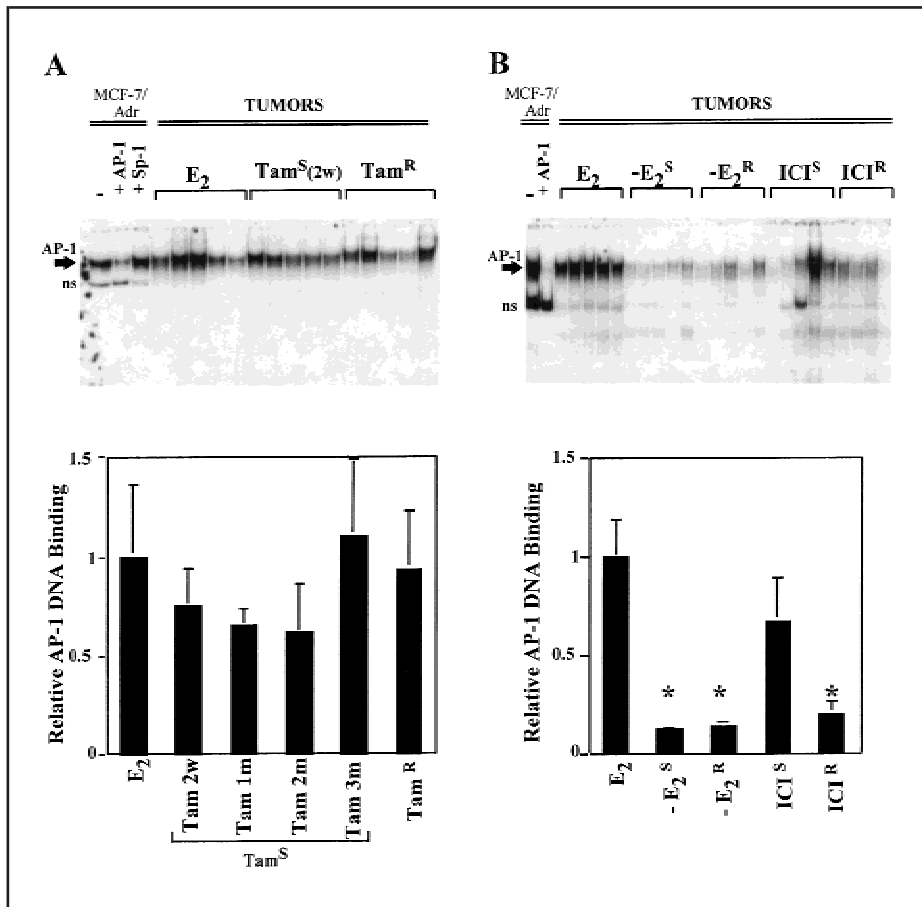 A
MCF-7/
Adr
TUMORS
-
+ AP-1
+ Sp-1
E2
TamS(2w)
TamR
AP-1
ns
Relative AP-1 DNA Binding
1.5
1
0.5
0
E2
Tam 2w
Tam 1m
Tam 2m
Tam 3m
Tam R
TamS
B
MCF-7/
Adr
TUMORS
-
+ AP-1
E2
-E2S
-E2R
ICIS
ICIR
AP-1
ns
Relative AP-1 DNA Binding
1.5
1
0.5
0
*
*
*
E2
- E2 S
- E2 R
ICI S
ICI R